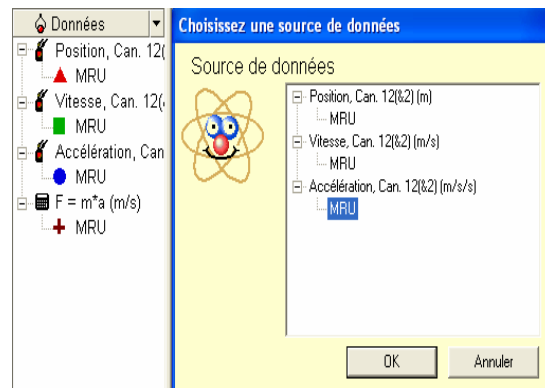 Données
Position, Can. 12(
MRU
Vitesse, Can. 12(
MRU
Accélération, Can
MRU
F = m*a (m/s)
MRU
Choisissez une source de données
Source de données
Position, Can. 12(&2) (m)
MRU
Vitesse, Can. 12(&2) (m/s)
MRU
Accélération, Can. 12(&2) (m/s/s)
MRU
OK
Annuler